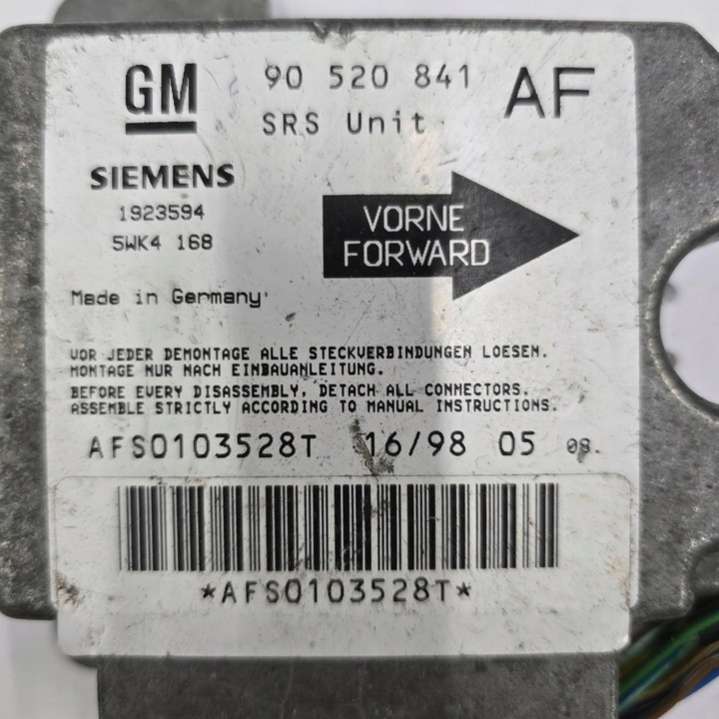 GM 90 520 841 AF
SRS Unit
SIEMENS
1923594
5WK4 168
VORNE
FORWARD
Made in Germany
VOR JEDER DEMONTAGE ALLE STECKVERBINDUNGEN LOESEN.
MONTAGE NUR NACH EINBAUANLEITUNG.
BEFORE EVERY DISASSEMBLY, DETACH ALL CONNECTORS.
ASSEMBLE STRICTLY ACCORDING TO MANUAL INSTRUCTIONS.
AFS0103528T 16/98 05
*AFS0103528T*